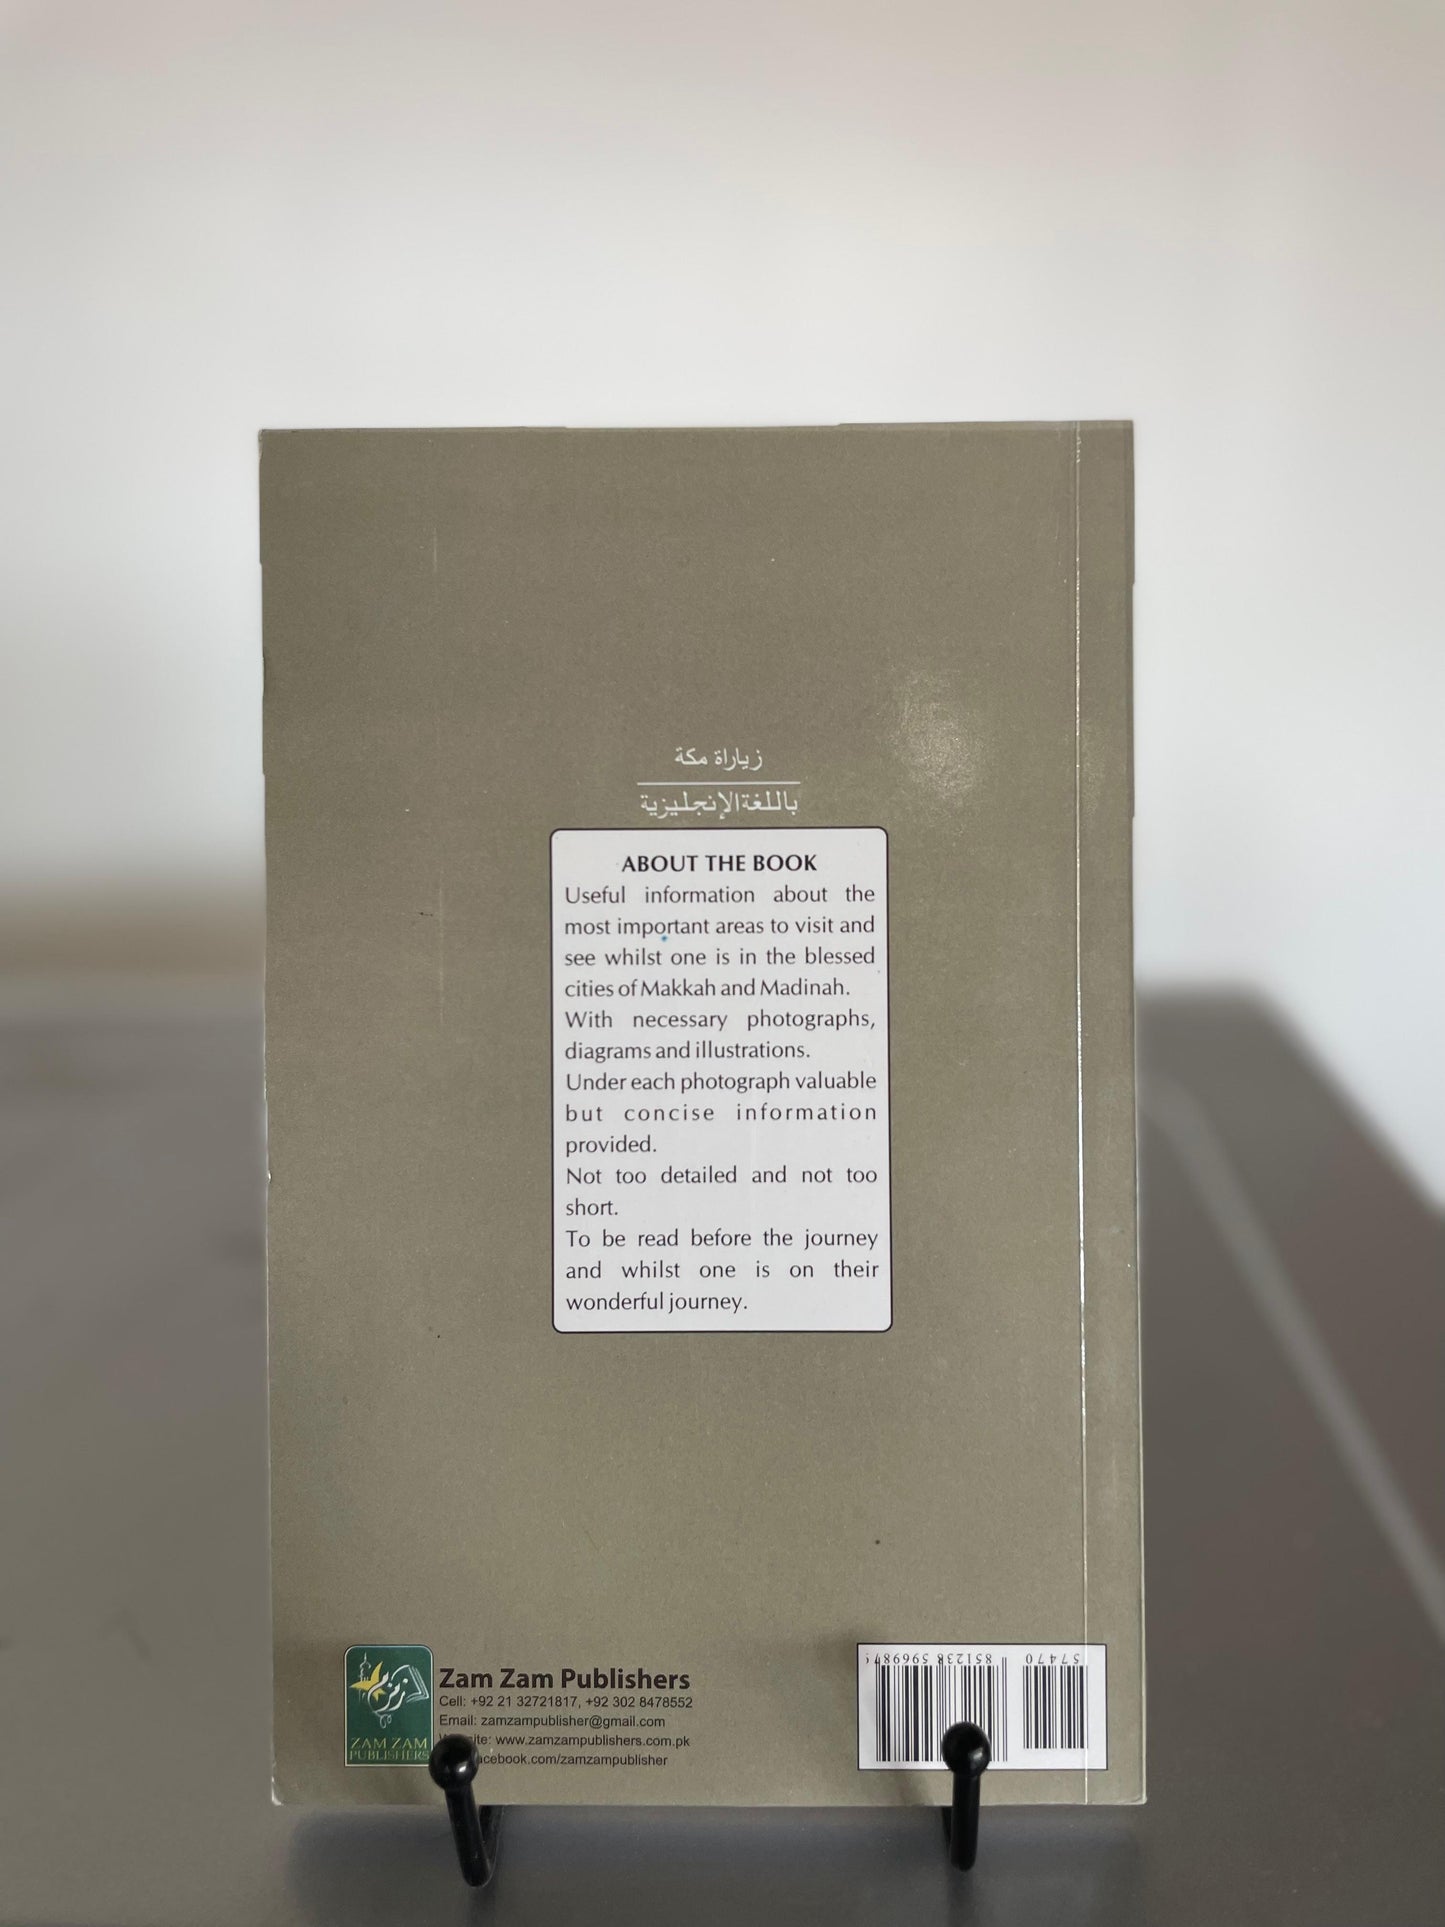 زياراة مكة
باللغة الإنجليزية
ABOUT THE BOOK
Useful information about the
most important areas to visit and
see whilst one is in the blessed
cities of Makkah and Madinah.
With necessary photographs,
diagrams and illustrations.
Under each photograph valuable
but concise information
provided.
Not too detailed and not too
short.
To be read before the journey
and whilst one is on their
wonderful journey.
زمزم
ZAM ZAM
PUBLISHERS
Zam Zam Publishers
Cell: +92 21 32721817, +92 302 8478552
Email: zamzampublisher@gmail.com
www.zamzampublishers.com.pk
facebook.com/zamzampublisher
57470